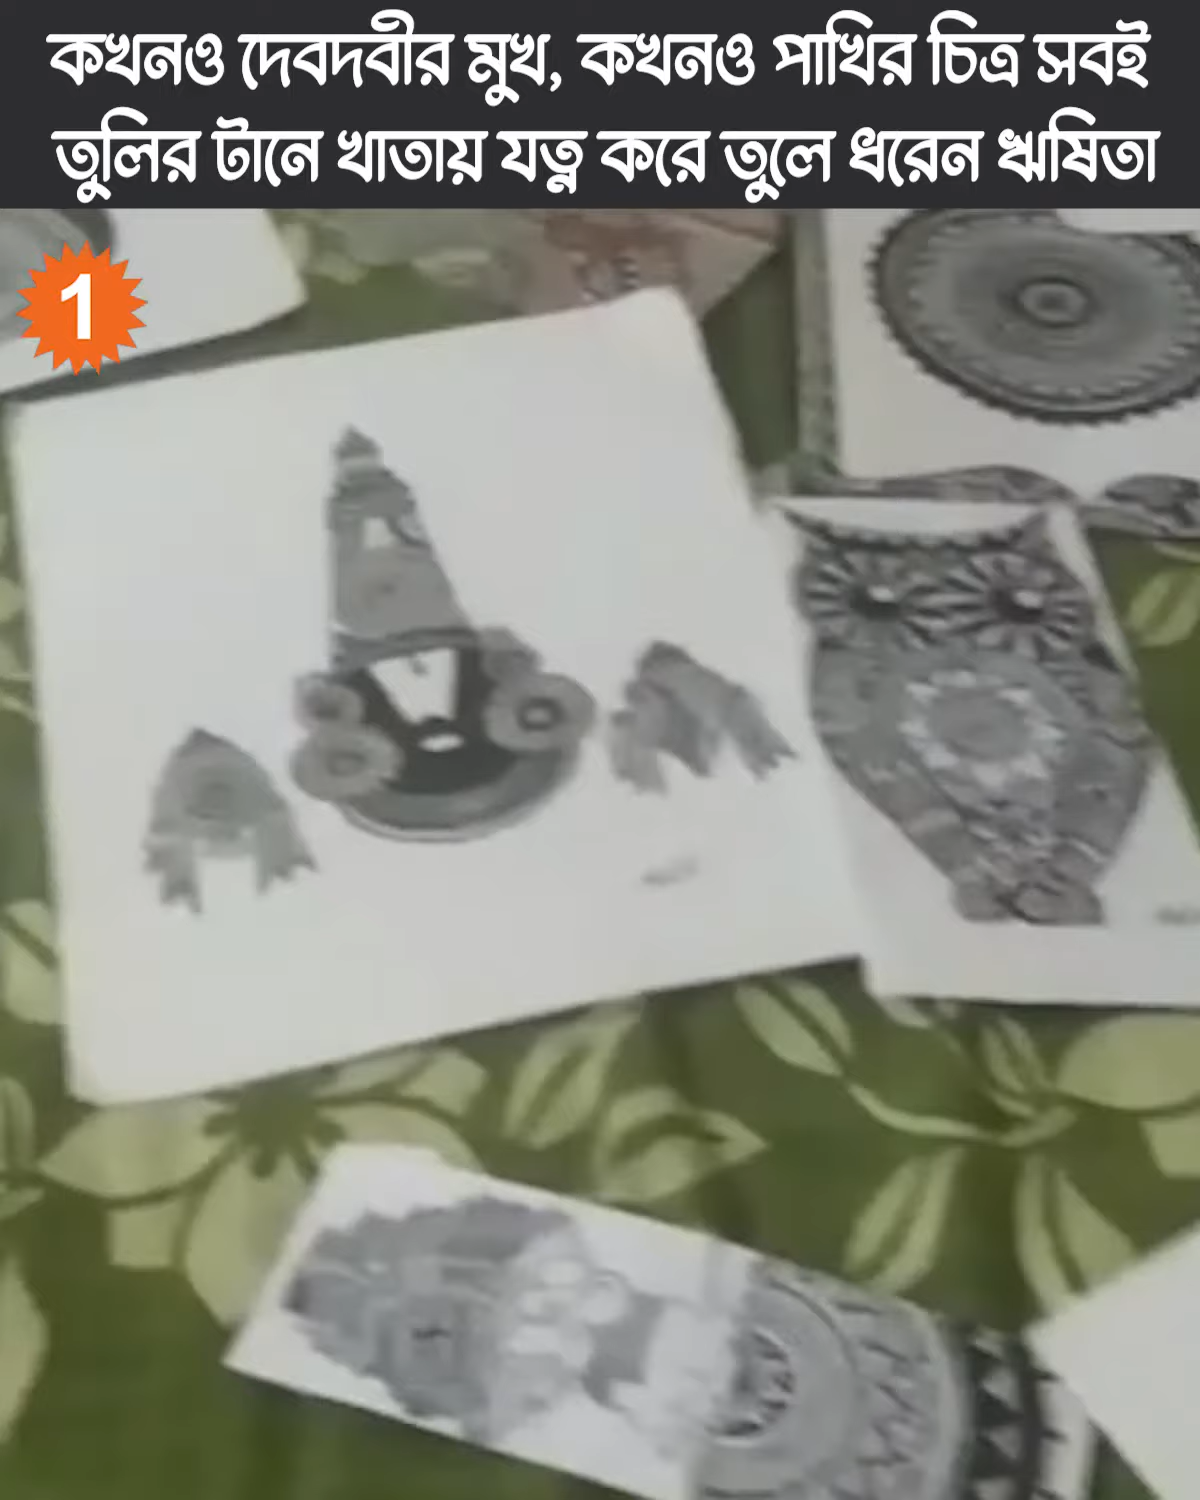 কখনও দেবদবীর মুখ, কখনও পাখির চিত্র সবই
তুলির টানে খাতায় যত্ন করে তুলে ধরেন ঋষিতা
1